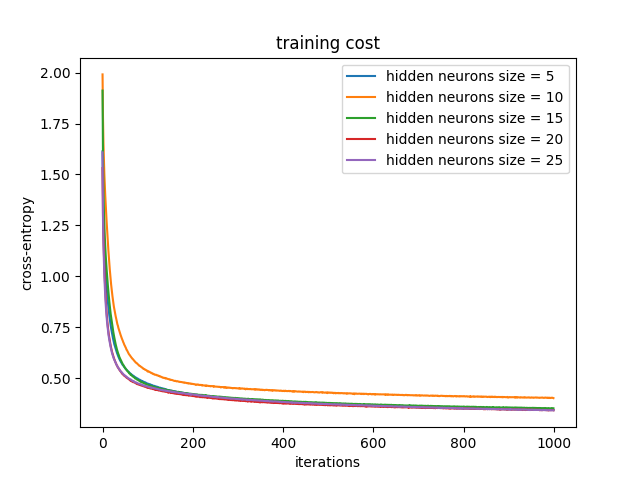 training cost
2.00
1.75
1.50
1.25
1.00
0.75
0.50
cross-entropy
hidden neurons size = 5
hidden neurons size = 10
hidden neurons size = 15
hidden neurons size = 20
hidden neurons size = 25
0 200 400 600 800 1000
iterations